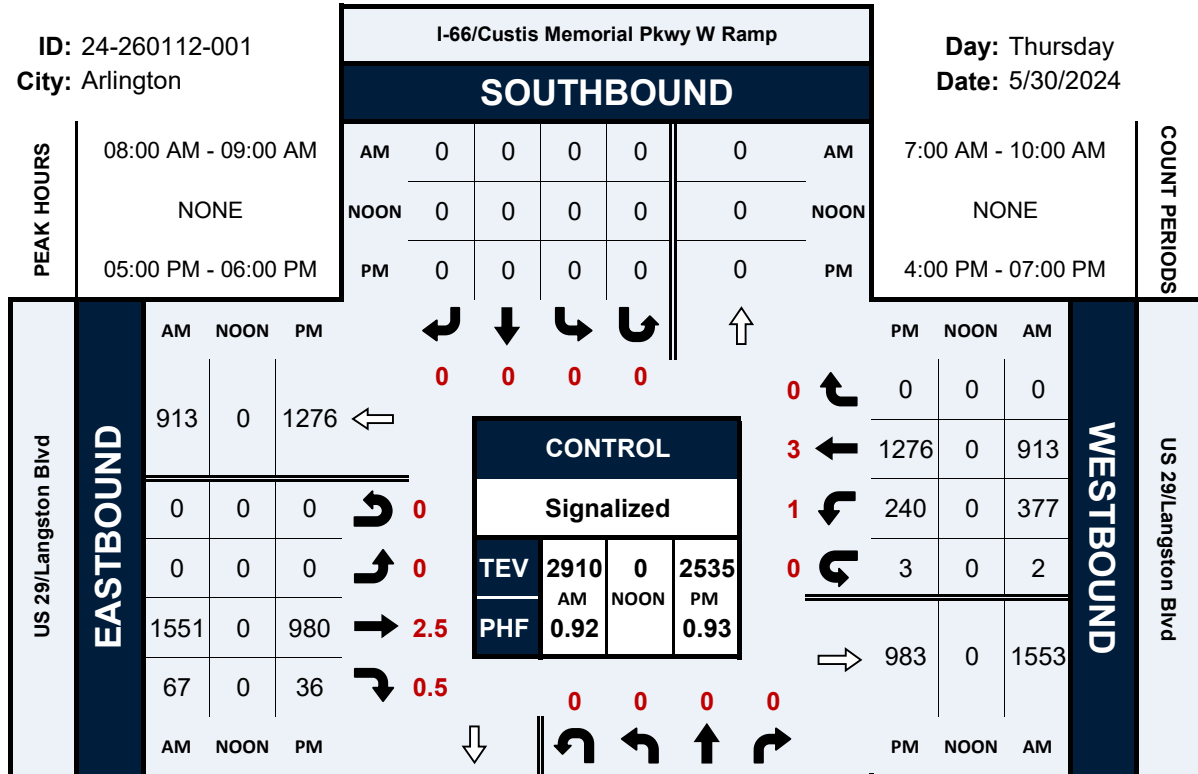 I-66/Custis Memorial Pkwy W Ramp
ID: 24-260112-001
Day: Thursday
City: Arlington
Date: 5/30/2024
SOUTHBOUND
PEAK HOURS
08:00 AM - 09:00 AM
NONE
05:00 PM - 06:00 PM
AM 0 0 0 0 0 AM
NOON 0 0 0 0 0 NOON
PM 0 0 0 0 0 PM
7:00 AM - 10:00 AM
NONE
4:00 PM - 07:00 PM
COUNT PERIODS
0 0 0 0
US 29/Langston Blvd
EASTBOUND
AM NOON PM
913 0 1276
0 0 0 0
0 0 0 0
1551 0 980 2.5
67 0 36 0.5
AM NOON PM
CONTROL
Signalized
TEV 2910 0 2535
AM NOON PM
PHF 0.92 0.93
PM NOON AM
0 0 0 0
3 1276 0 913
1 240 0 377
0 3 0 2
983 0 1553
PM NOON AM
WESTBOUND
US 29/Langston Blvd
0 0 0 0